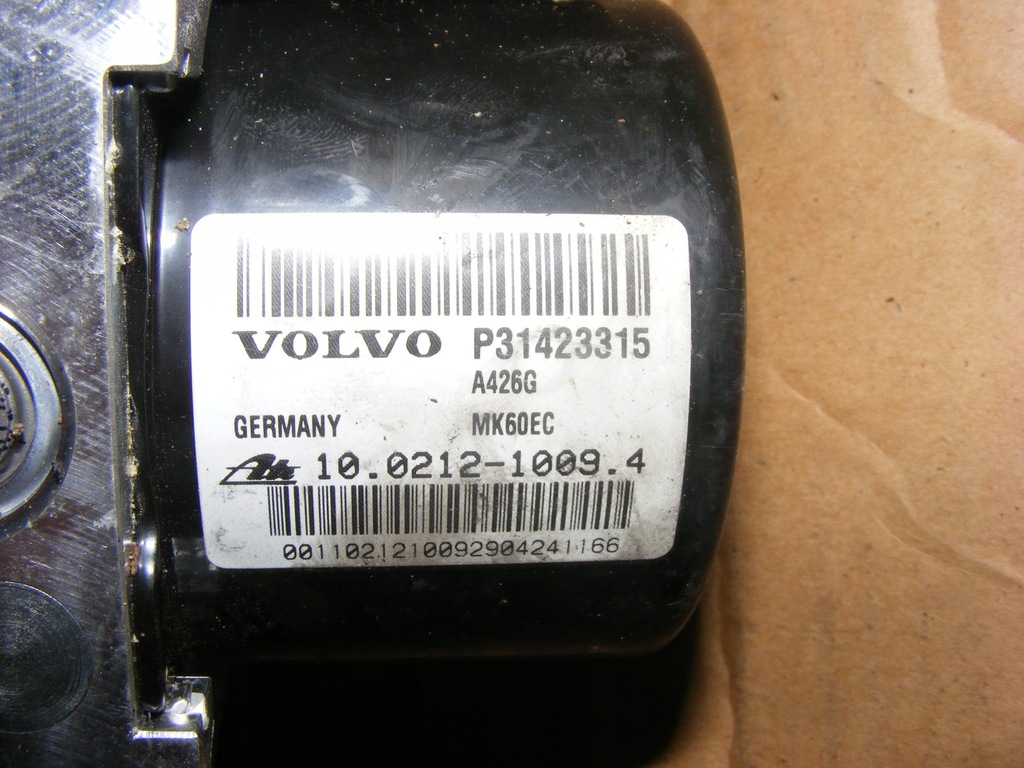 VOLVO P31423315
A426G
GERMANY MK60EC
Ate 10.0212-1009.4
0011021210092904241166